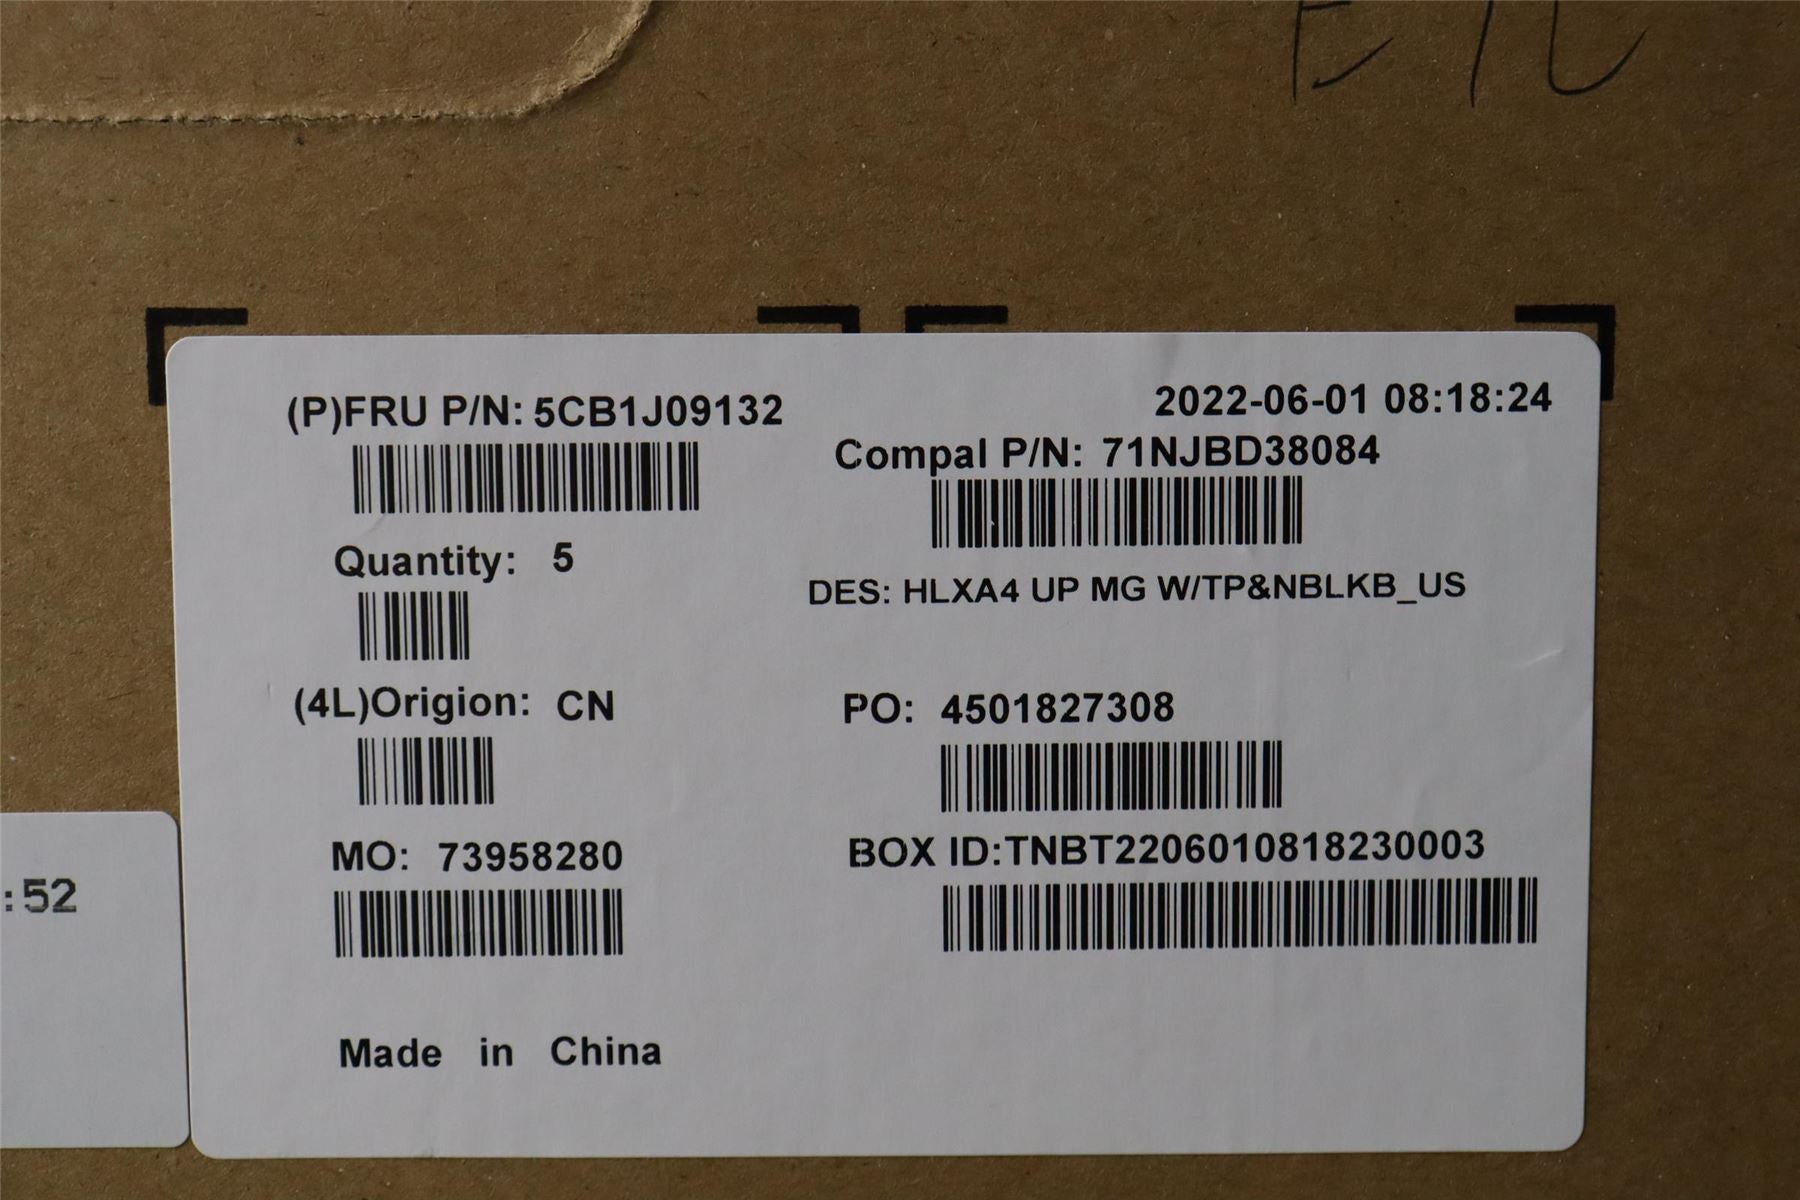 (P)FRU P/N: 5CB1J09132
2022-06-01 08:18:24
Compal P/N: 71NJBD38084
Quantity: 5
DES: HLXA4 UP MG W/TP&NBLKB_US
(4L)Origion: CN
PO: 4501827308
MO: 73958280
BOX ID:TNBT2206010818230003
:52
Made in China